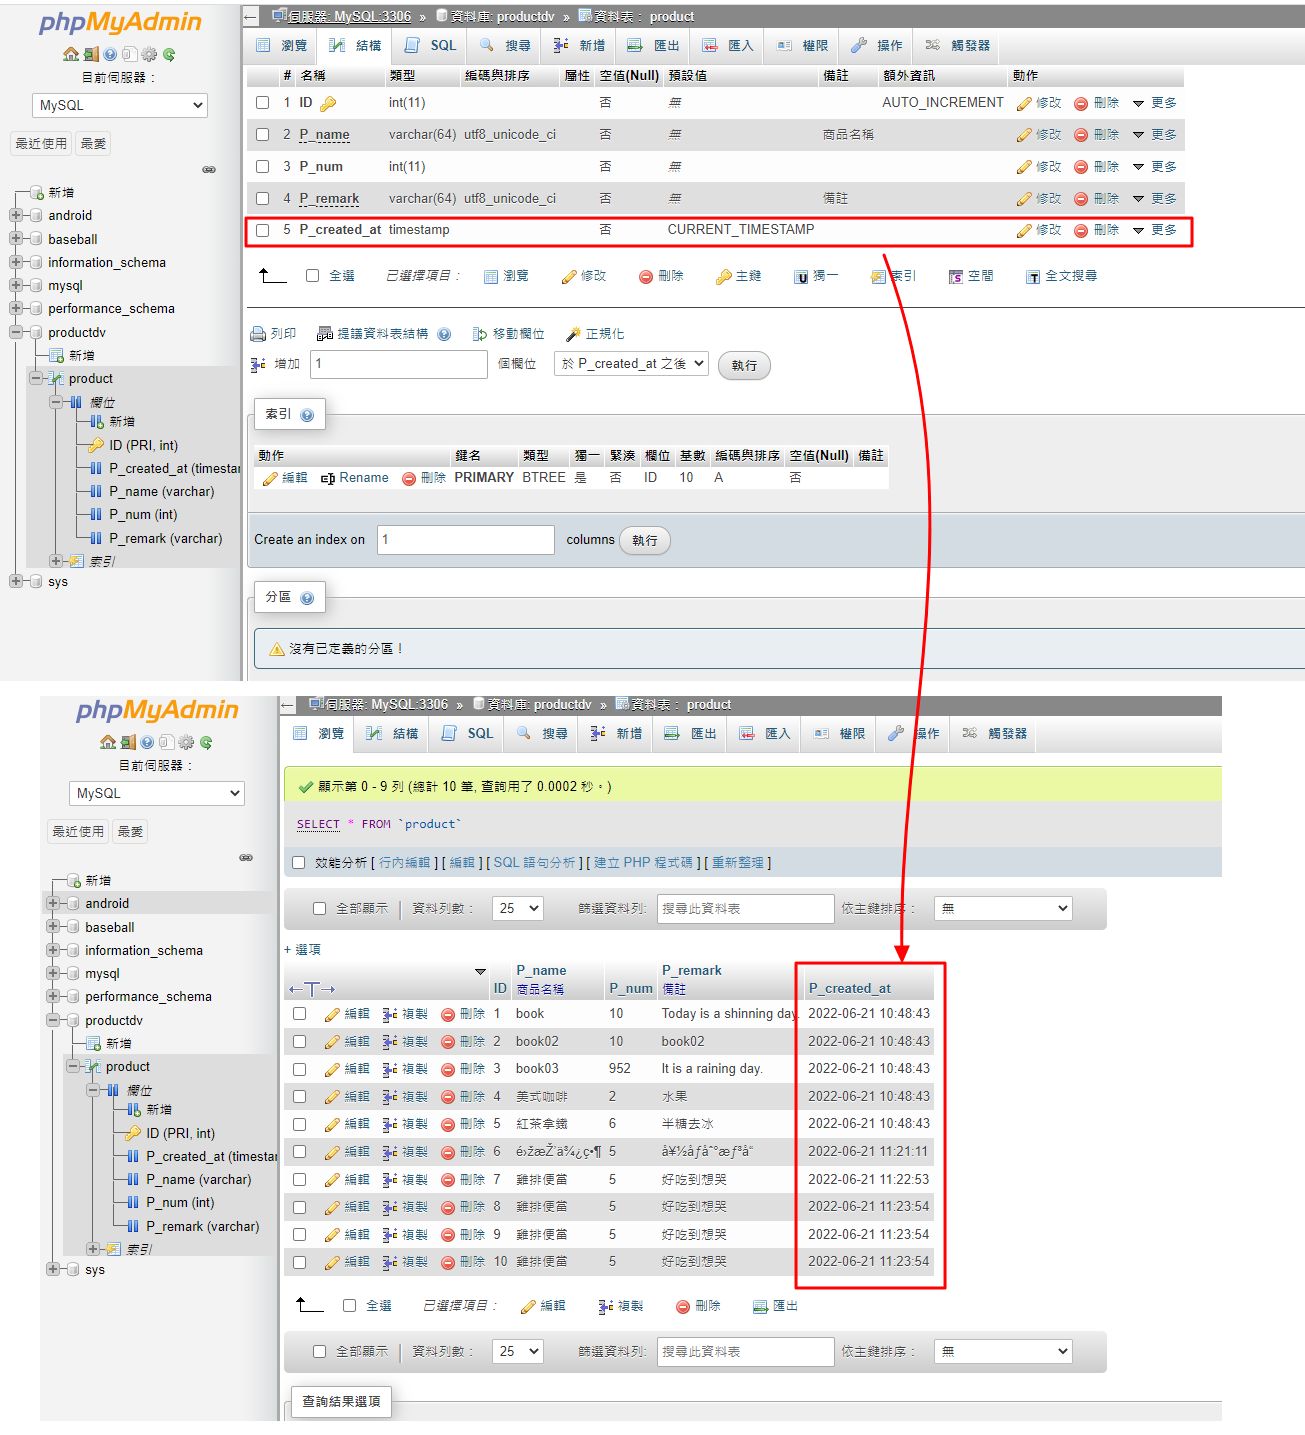 phpMyAdmin
目前伺服器：
MySQL
最近使用 最愛
新增
android
baseball
information_schema
mysql
performance_schema
productdv
新增
product
欄位
新增
ID (PRI, int)
P_created_at (timestar
P_name (varchar)
P_num (int)
P_remark (varchar)
索引
sys
伺服器: MySQL:3306 » 資料庫: productdv » 資料表： product
瀏覽 結構 SQL 搜尋 新增 匯出 匯入 權限 操作 觸發器
# 名稱 類型 編碼與排序 屬性 空值(Null) 預設值 備註 額外資訊 動作
1 ID int(11) 否 無 AUTO_INCREMENT 修改 刪除 更多
2 P_name varchar(64) utf8_unicode_ci 否 無 商品名稱 修改 刪除 更多
3 P_num int(11) 否 無 修改 刪除 更多
4 P_remark varchar(64) utf8_unicode_ci 否 無 備註 修改 刪除 更多
5 P_created_at timestamp 否 CURRENT_TIMESTAMP 修改 刪除 更多
全選 已選擇項目： 瀏覽 修改 刪除 主鍵 獨一 索引 空間 全文搜尋
列印 提議資料表結構 移動欄位 正規化
增加 1 個欄位 於 P_created_at 之後 執行
索引
動作 鍵名 類型 獨一 緊湊 欄位 基數 編碼與排序 空值(Null) 備註
編輯 Rename 刪除 PRIMARY BTREE 是 否 ID 10 A 否
Create an index on 1 columns 執行
分區
沒有已定義的分區！
phpMyAdmin
目前伺服器：
MySQL
最近使用 最愛
新增
android
baseball
information_schema
mysql
performance_schema
productdv
新增
product
欄位
新增
ID (PRI, int)
P_created_at (timestar
P_name (varchar)
P_num (int)
P_remark (varchar)
索引
sys
伺服器: MySQL:3306 » 資料庫: productdv » 資料表： product
瀏覽 結構 SQL 搜尋 新增 匯出 匯入 權限 操作 觸發器
顯示第 0 - 9 列 (總計 10 筆, 查詢用了 0.0002 秒。)
SELECT * FROM `product`
效能分析 [ 行內編輯 ] [ 編輯 ] [ SQL 語句分析 ] [ 建立 PHP 程式碼 ] [ 重新整理 ]
全部顯示 資料列數： 25 篩選資料列: 搜尋此資料表 依主鍵排序： 無
+ 選項
ID P_name 商品名稱 P_num P_remark 備註 P_created_at
編輯 複製 刪除 1 book 10 Today is a shinning day. 2022-06-21 10:48:43
編輯 複製 刪除 2 book02 10 book02 2022-06-21 10:48:43
編輯 複製 刪除 3 book03 952 It is a raining day. 2022-06-21 10:48:43
編輯 複製 刪除 4 美式咖啡 2 水果 2022-06-21 10:48:43
編輯 複製 刪除 5 紅茶拿鐵 6 半糖去冰 2022-06-21 10:48:43
編輯 複製 刪除 6 5 2022-06-21 11:21:11
編輯 複製 刪除 7 雞排便當 5 好吃到想哭 2022-06-21 11:22:53
編輯 複製 刪除 8 雞排便當 5 好吃到想哭 2022-06-21 11:23:54
編輯 複製 刪除 9 雞排便當 5 好吃到想哭 2022-06-21 11:23:54
編輯 複製 刪除 10 雞排便當 5 好吃到想哭 2022-06-21 11:23:54
全選 已選擇項目： 編輯 複製 刪除 匯出
全部顯示 資料列數： 25 篩選資料列: 搜尋此資料表 依主鍵排序： 無
查詢結果選項